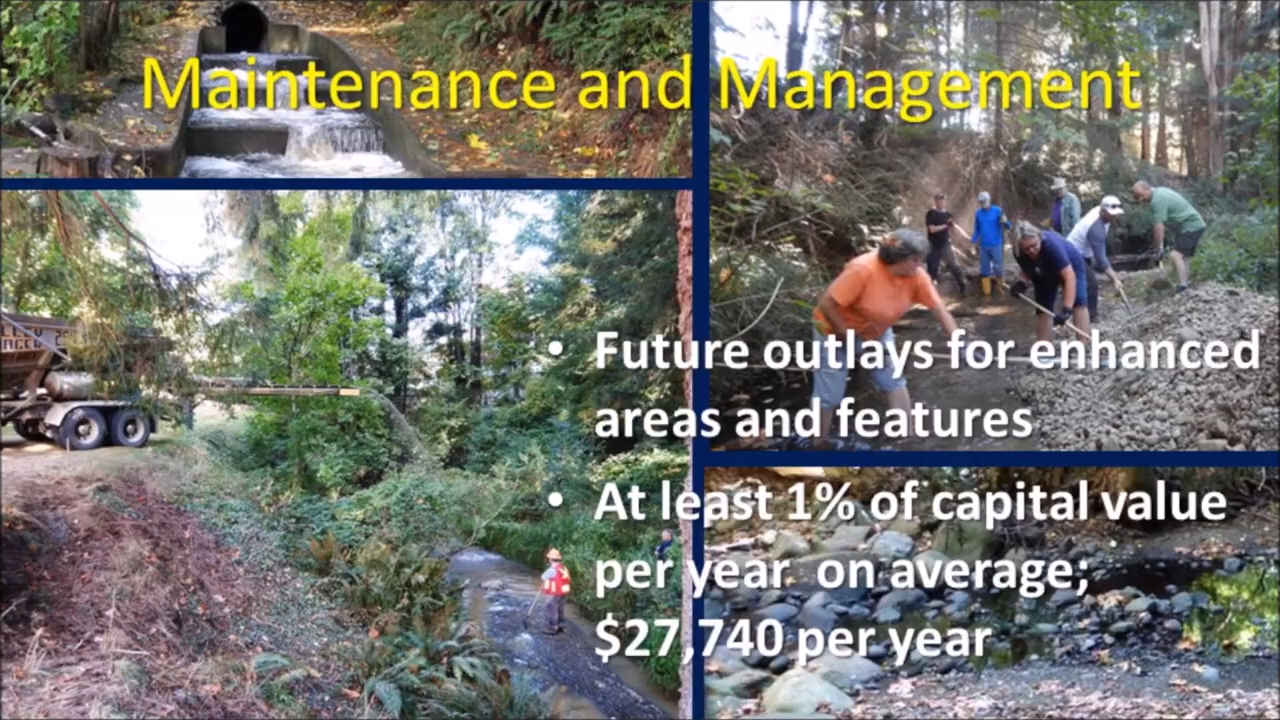 Maintenance and Management
• Future outlays for enhanced
areas and features
• At least 1% of capital value
per year on average;
$27,740 per year